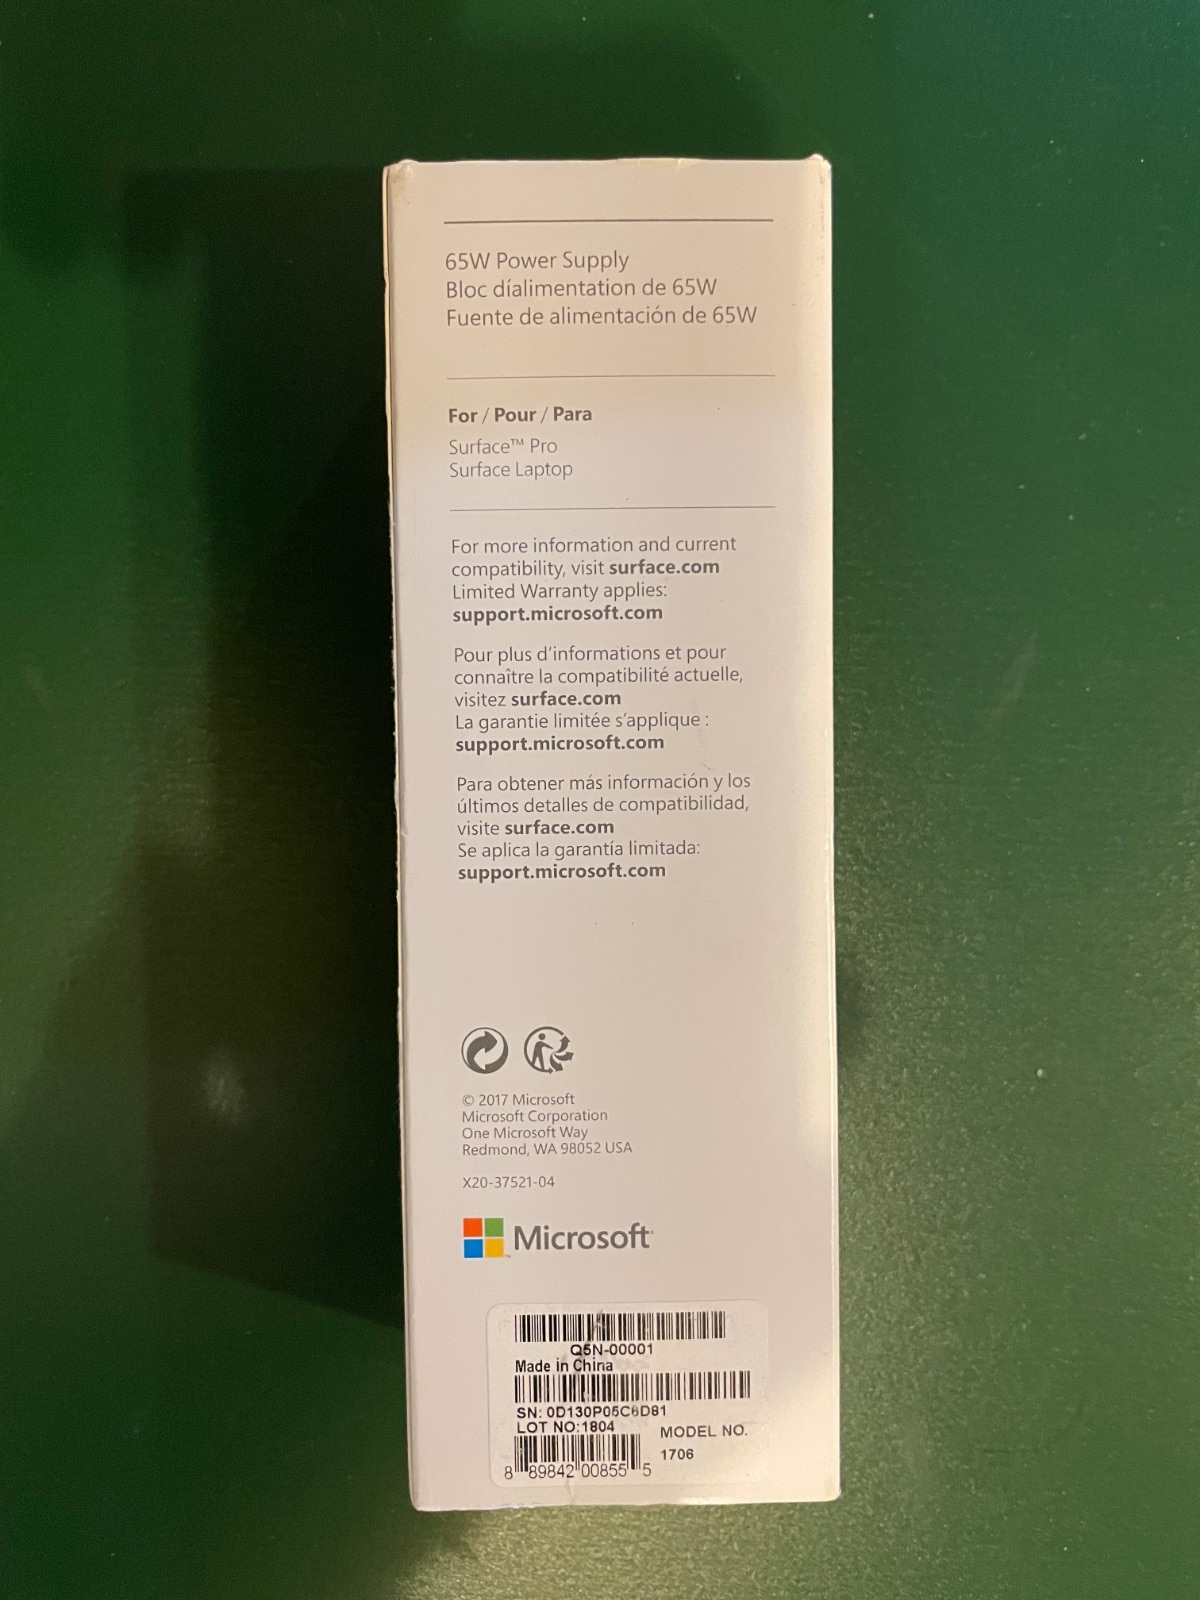 65W Power Supply
Bloc díalimentation de 65W
Fuente de alimentación de 65W
For / Pour / Para
Surface™ Pro
Surface Laptop
For more information and current
compatibility, visit surface.com
Limited Warranty applies:
support.microsoft.com
Pour plus d'informations et pour
connaître la compatibilité actuelle,
visitez surface.com
La garantie limitée s'applique :
support.microsoft.com
Para obtener más información y los
últimos detalles de compatibilidad,
visite surface.com
Se aplica la garantía limitada:
support.microsoft.com
© 2017 Microsoft
Microsoft Corporation
One Microsoft Way
Redmond, WA 98052 USA
X20-37521-04
Microsoft
Q5N-00001
Made in China
SN: 0D130P05C6D81
LOT NO:1804
MODEL NO.
1706
8 89842 00855 5